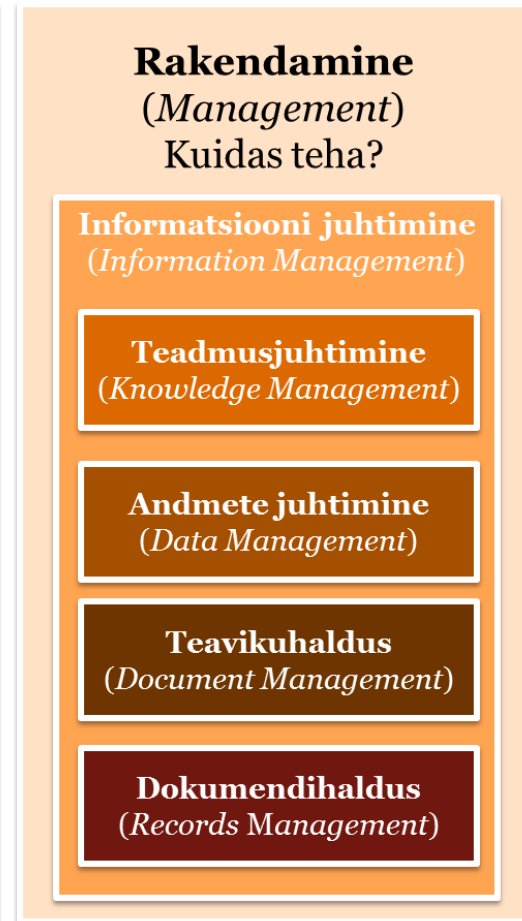 Rakendamine
(Management)
Kuidas teha?
Informatsiooni juhtimine
(Information Management)
Teadmusjuhtimine
(Knowledge Management)
Andmete juhtimine
(Data Management)
Teavikuhaldus
(Document Management)
Dokumendihaldus
(Records Management)